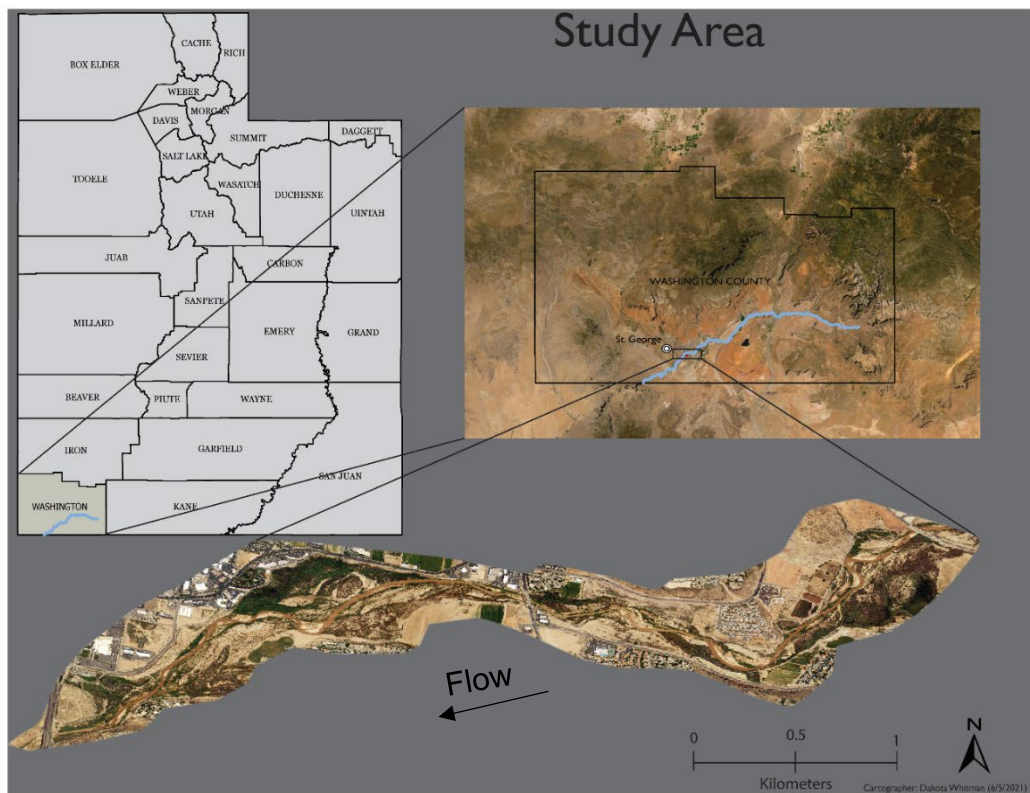 Study Area
CACHE
RICH
BOX ELDER
WEBER
MORGAN
DAVIS
SUMMIT
DAGGETT
SALT LAKE
TOOELE
WASATCH
DUCHESNE
UINTAH
UTAH
JUAB
CARBON
SANPETE
MILLARD
EMERY
GRAND
SEVIER
BEAVER
PIUTE
WAYNE
IRON
GARFIELD
SAN JUAN
WASHINGTON
KANE
WASHINGTON COUNTY
St. George
Flow
N
0 0.5 1
Kilometers
Cartographer: Dakota Whitman (6/5/2021)